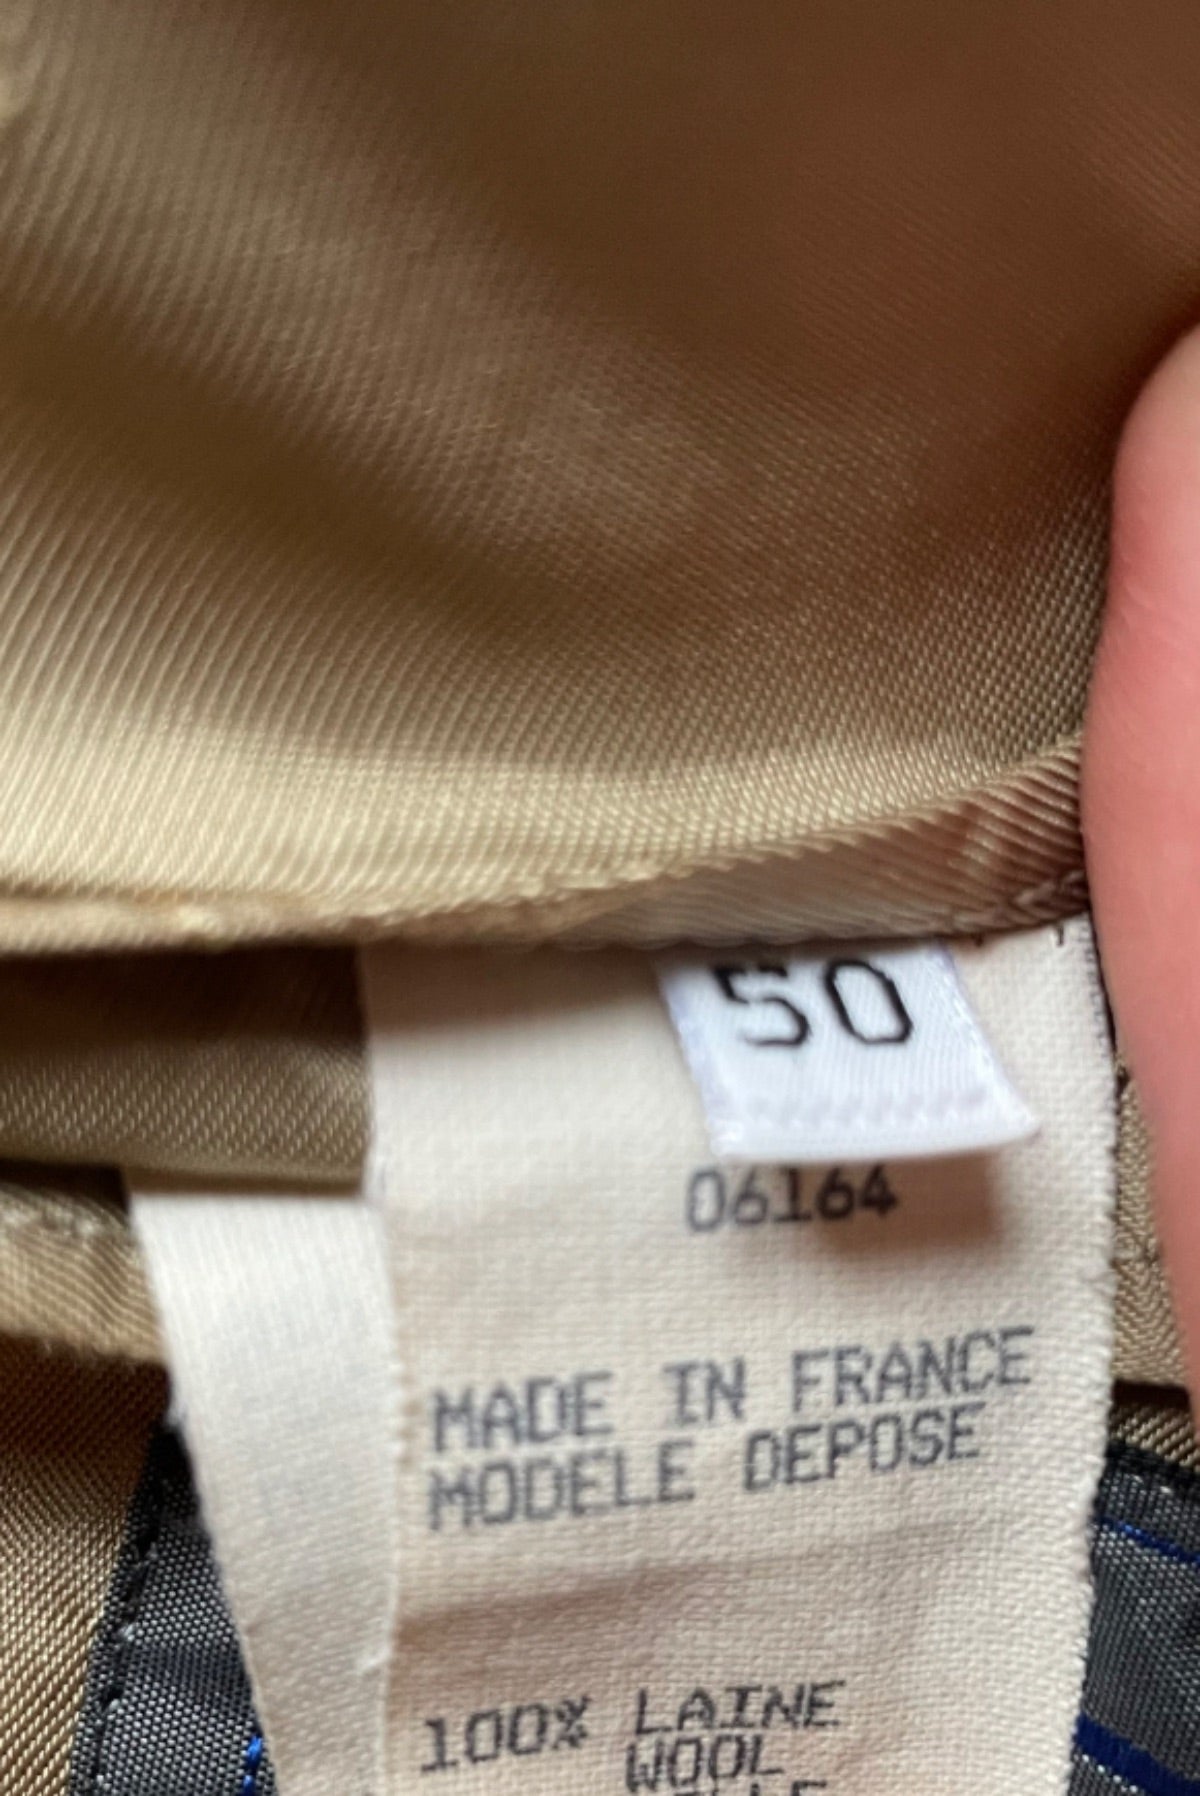 50
06164
MADE IN FRANCE
MODELE DEPOSE
100% LAINE
WOOL